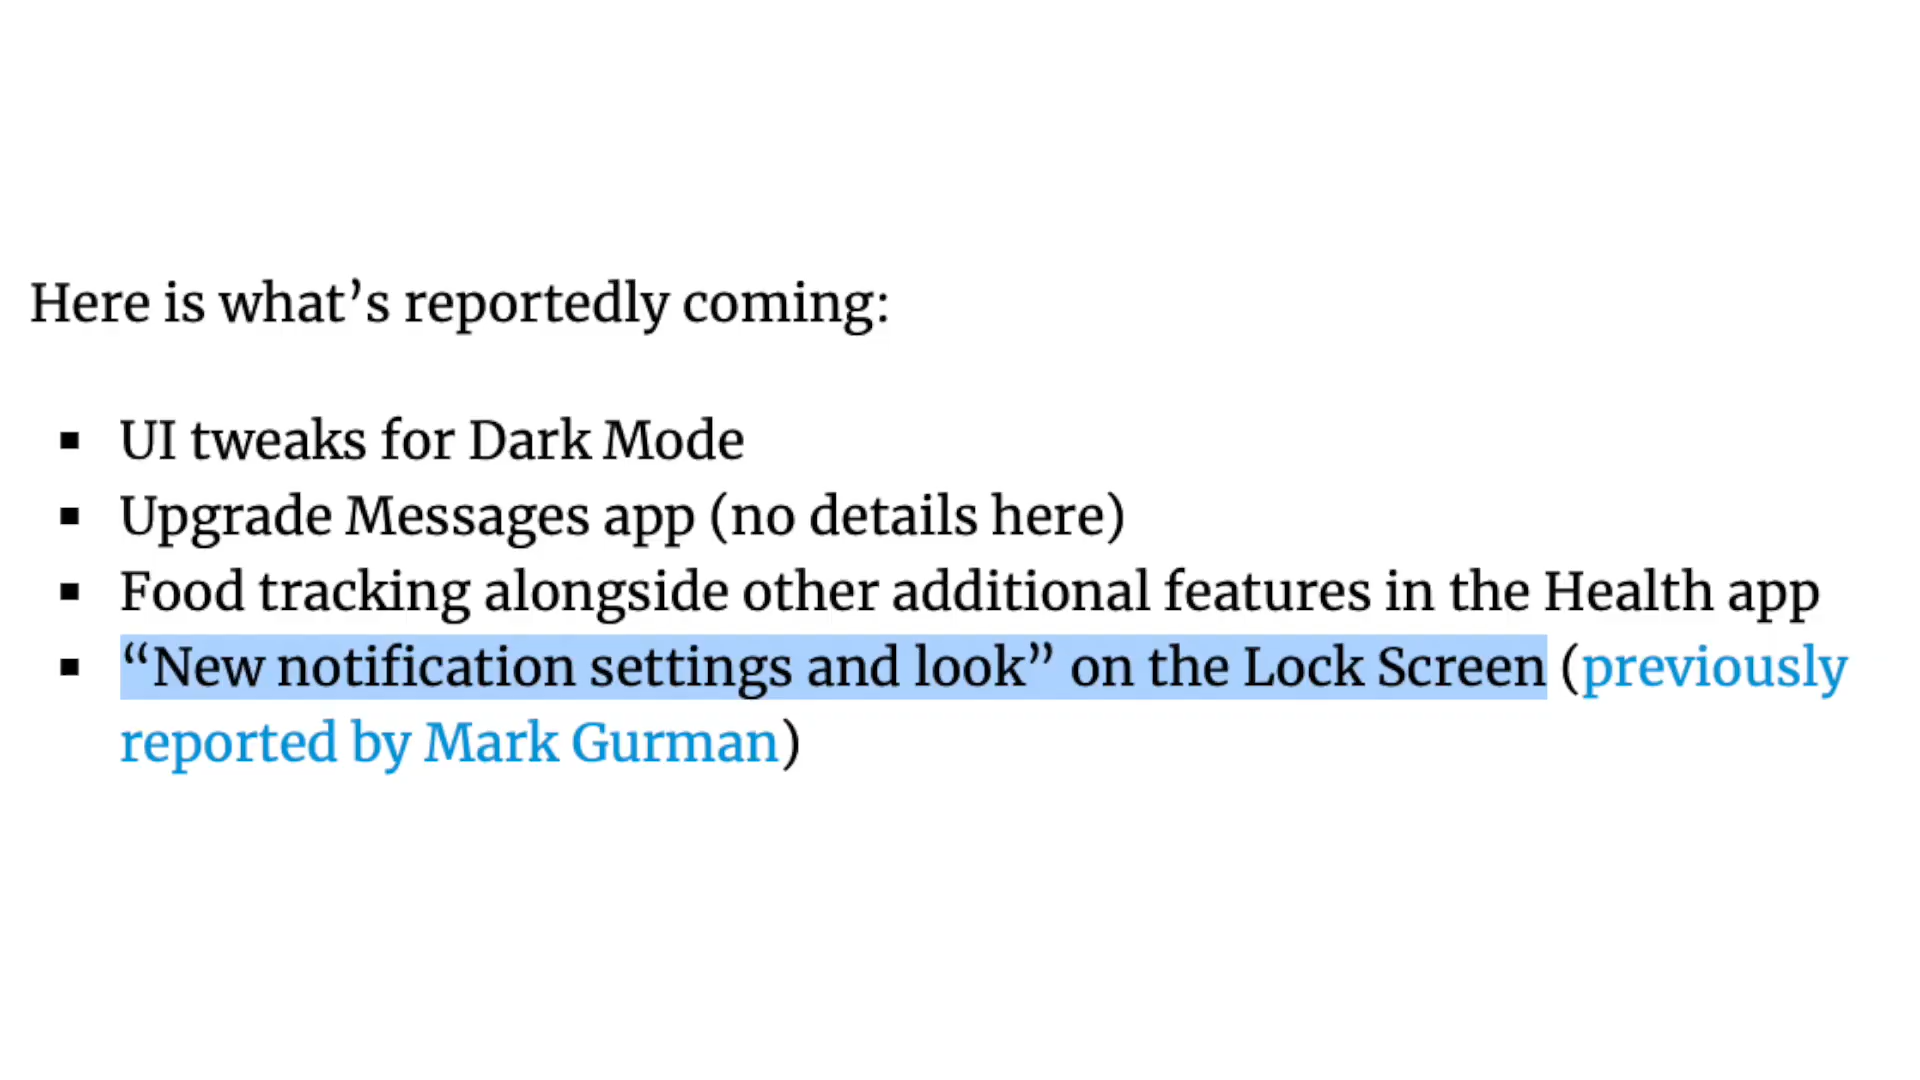 Here is what’s reportedly coming:
▪ UI tweaks for Dark Mode
▪ Upgrade Messages app (no details here)
▪ Food tracking alongside other additional features in the Health app
▪ “New notification settings and look” on the Lock Screen (previously
reported by Mark Gurman)